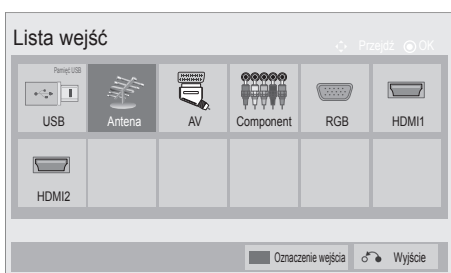 Lista wejść
Przejdź OK
Pamięć USB
USB Antena AV Component RGB HDMI1
HDMI2
Oznaczenie wejścia Wyjście